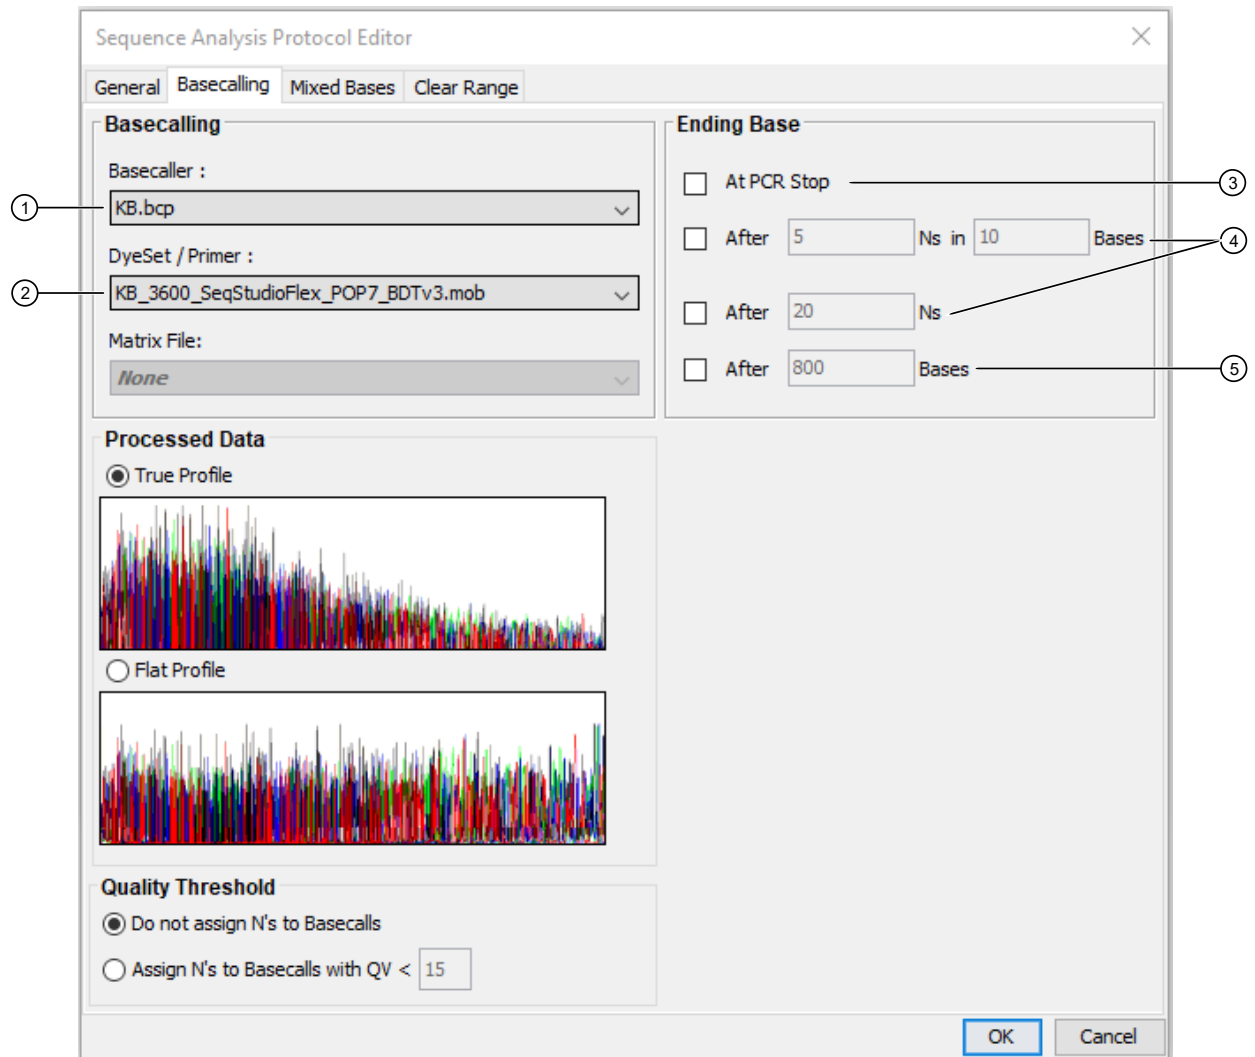 Sequence Analysis Protocol Editor
General Basecalling Mixed Bases Clear Range
Basecalling
Basecaller :
1 KB.bcp
DyeSet / Primer :
2 KB_3600_SeqStudioFlex_POP7_BDTv3.mob
Matrix File:
None
Ending Base
At PCR Stop 3
After 5 Ns in 10 Bases 4
After 20 Ns
After 800 Bases 5
Processed Data
True Profile
Flat Profile
Quality Threshold
Do not assign N's to Basecalls
Assign N's to Basecalls with QV < 15
OK Cancel